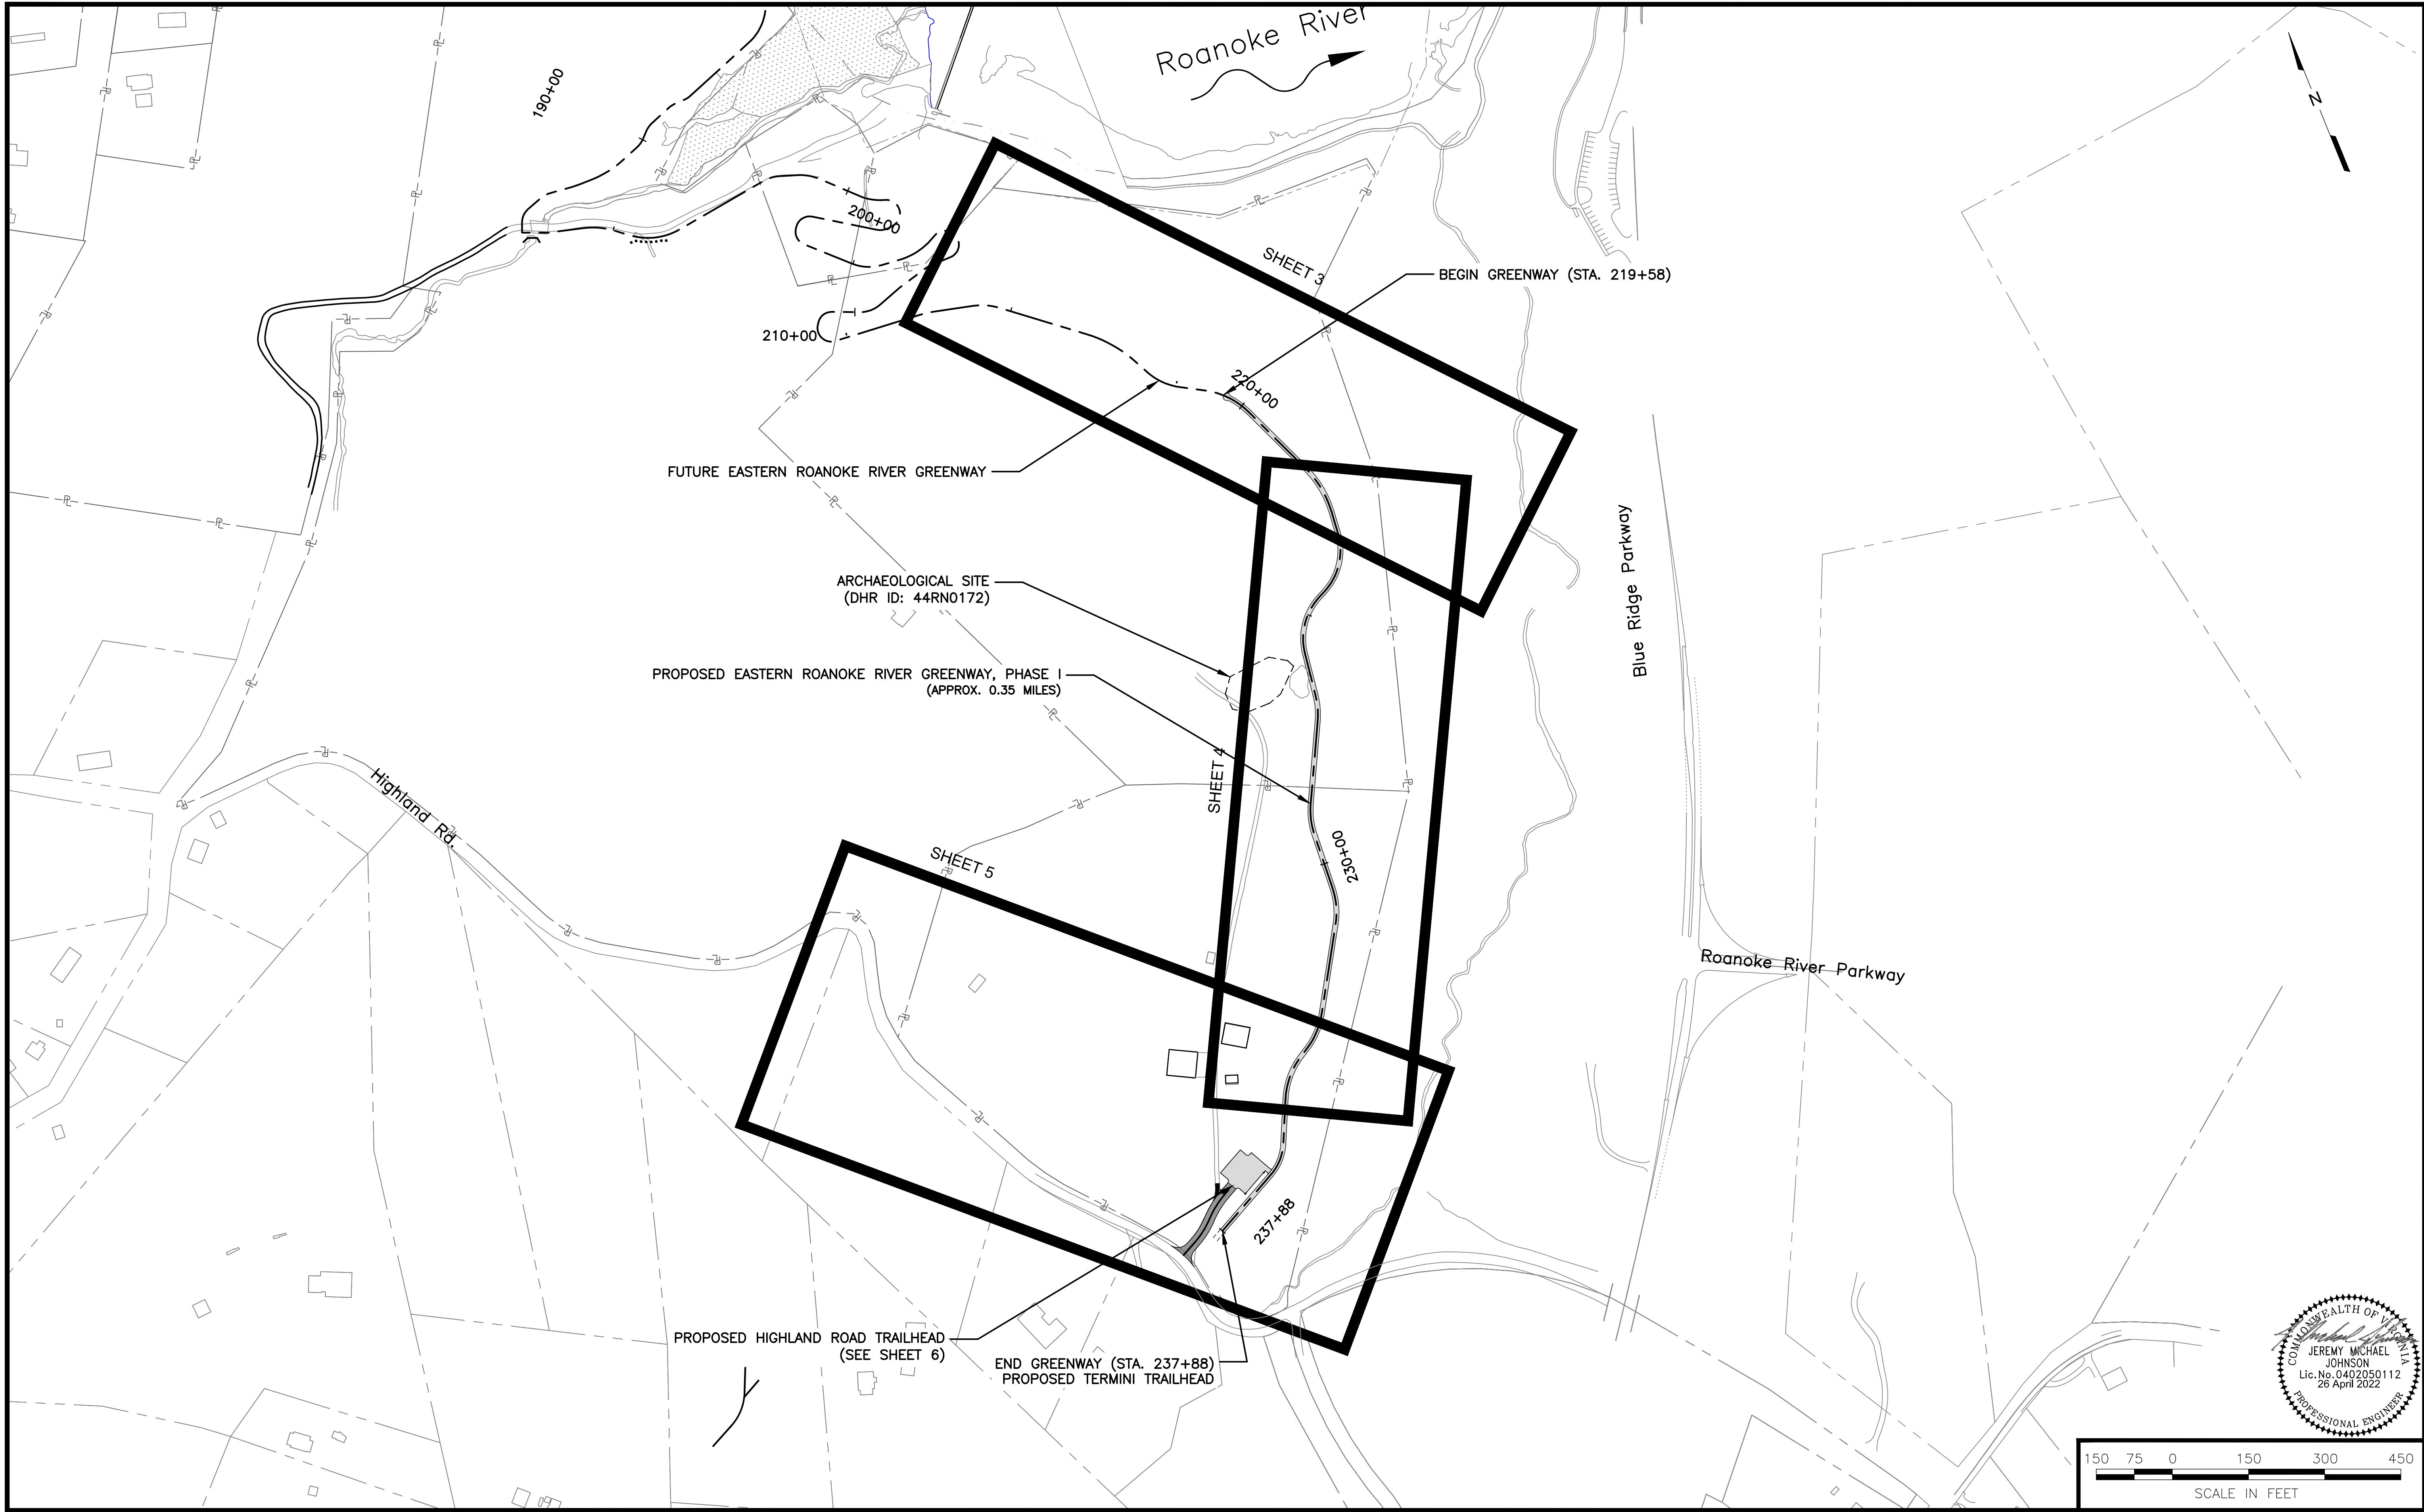 Roanoke River
190+00
N
200+00
SHEET 3
BEGIN GREENWAY (STA. 219+58)
210+00
220+00
FUTURE EASTERN ROANOKE RIVER GREENWAY
Blue Ridge Parkway
ARCHAEOLOGICAL SITE
(DHR ID: 44RN0172)
PROPOSED EASTERN ROANOKE RIVER GREENWAY, PHASE I
(APPROX. 0.35 MILES)
SHEET 4
Highland Rd.
230+00
SHEET 5
Roanoke River Parkway
237+88
PROPOSED HIGHLAND ROAD TRAILHEAD
(SEE SHEET 6)
END GREENWAY (STA. 237+88)
PROPOSED TERMINI TRAILHEAD
COMMONWEALTH OF VIRGINIA
JEREMY MICHAEL
JOHNSON
Lic.No.0402050112
26 April 2022
PROFESSIONAL ENGINEER
150 75 0 150 300 450
SCALE IN FEET